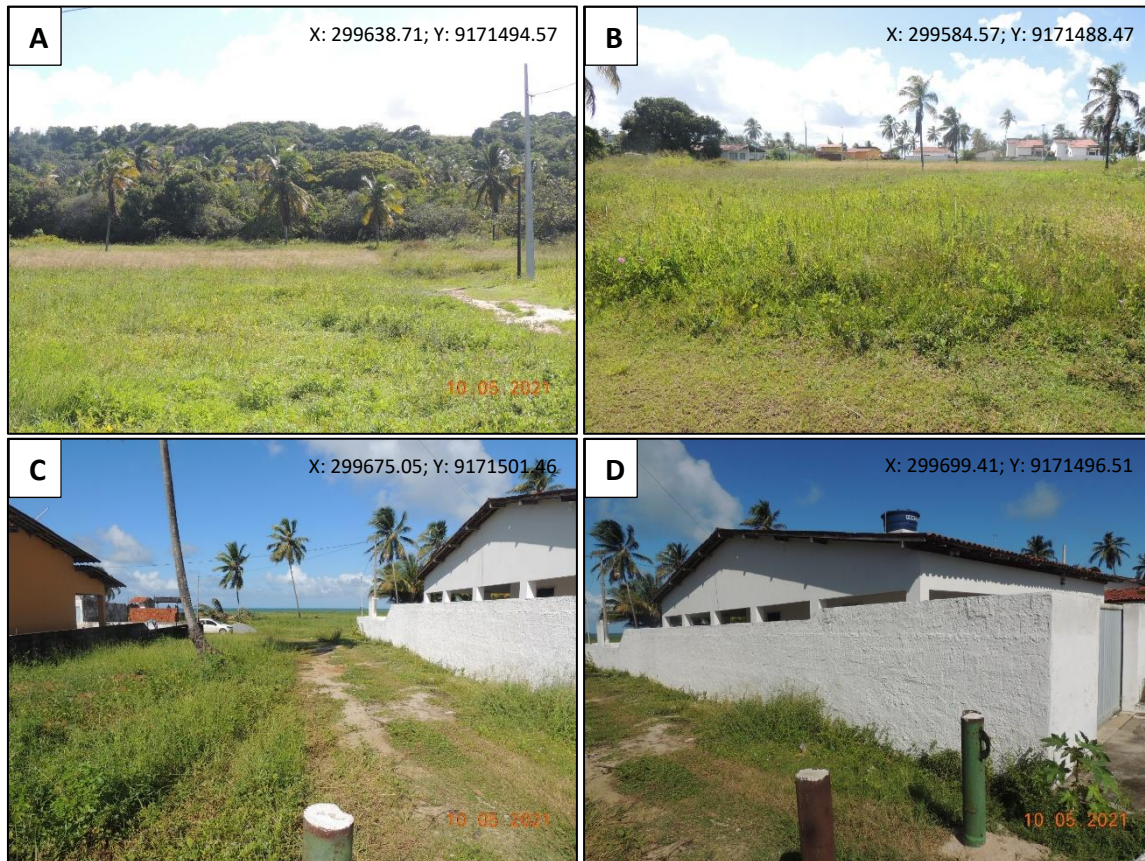 A
X: 299638.71; Y: 9171494.57
10 05 2021
B
X: 299584.57; Y: 9171488.47
C
X: 299675.05; Y: 9171501.46
10 05 2021
D
X: 299699.41; Y: 9171496.51
10 05 2021